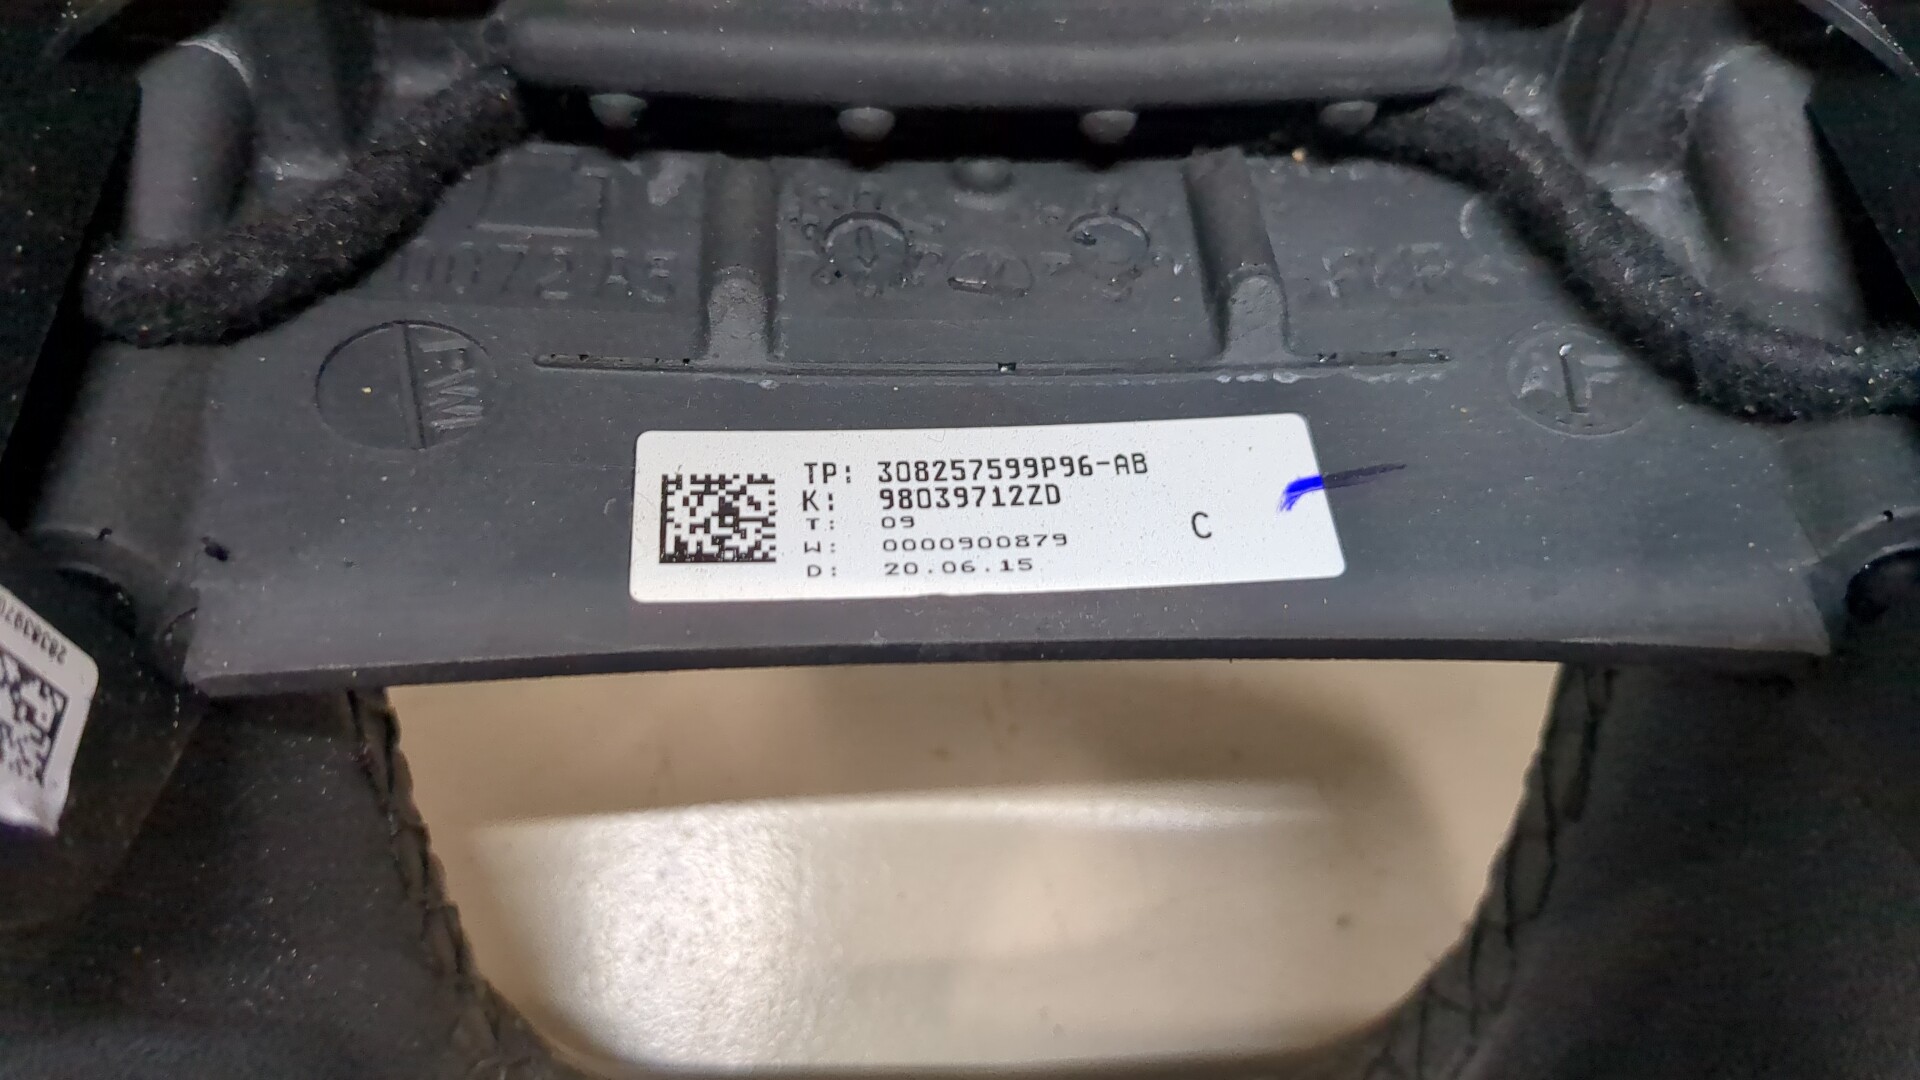 TP: 308257599P96-AB
K: 98039712ZD
T: 09
W: 0000900879
D: 20.06.15
C